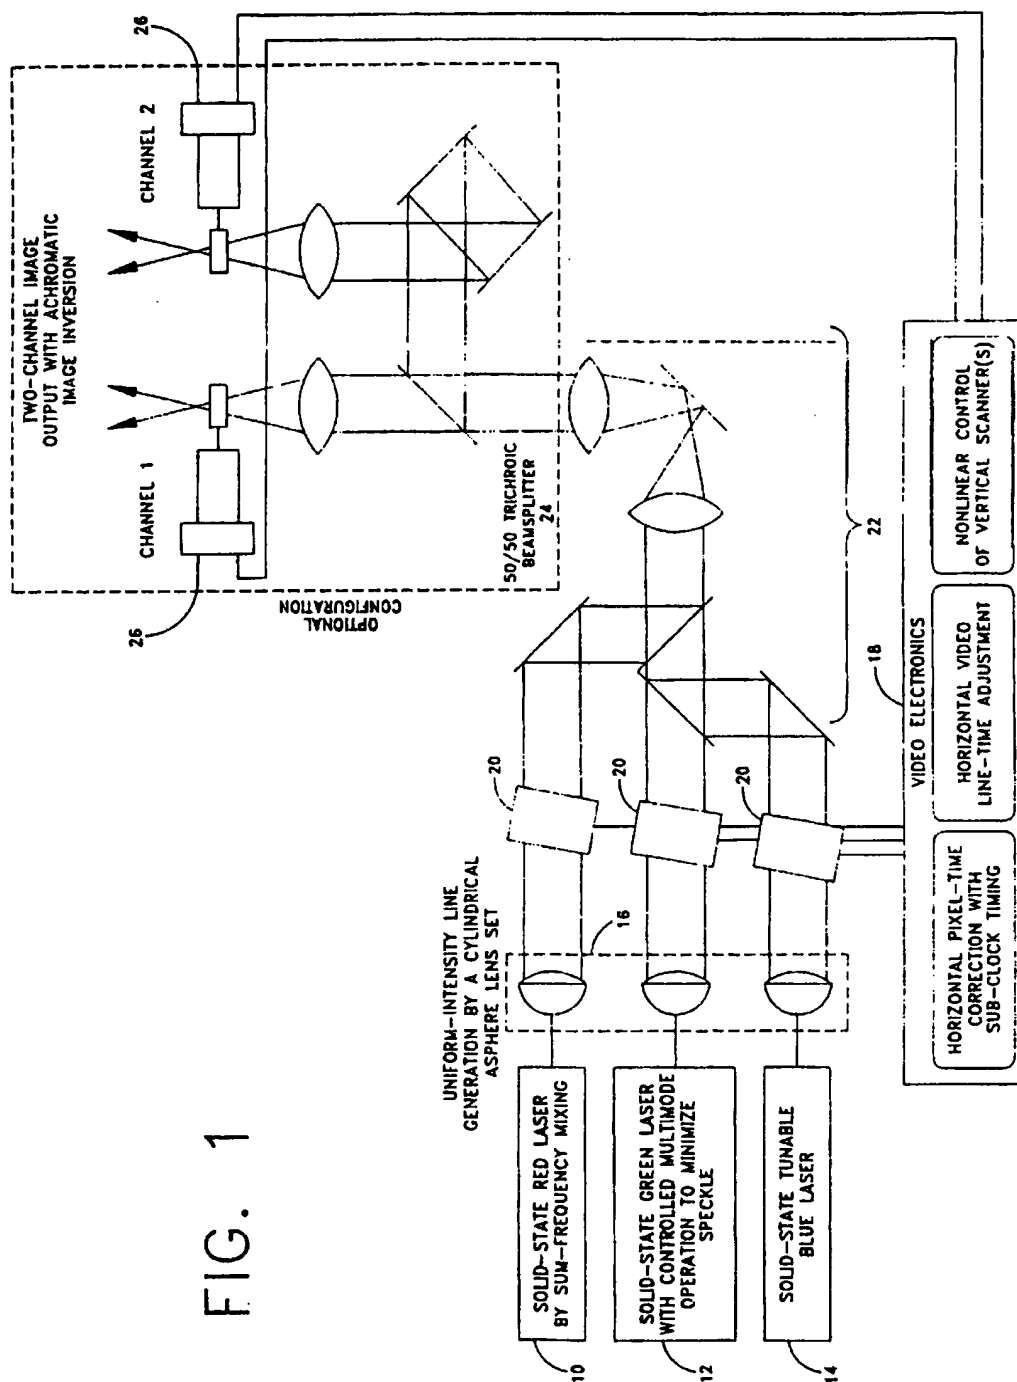 FIG. 1
TWO-CHANNEL IMAGE
OUTPUT WITH ACHROMATIC
IMAGE INVERSION
CHANNEL 1
CHANNEL 2
26
26
OPTIONAL
CONFIGURATION
50/50 TRICHROIC
BEAMSPLITTER
24
UNIFORM-INTENSITY LINE
GENERATION BY A CYLINDRICAL
ASPHERE LENS SET
16
20
20
20
22
SOLID-STATE RED LASER
BY SUM-FREQUENCY MIXING
10
SOLID-STATE GREEN LASER
WITH CONTROLLED MULTIMODE
OPERATION TO MINIMIZE
SPECKLE
12
SOLID-STATE TUNABLE
BLUE LASER
14
VIDEO ELECTRONICS
18
HORIZONTAL PIXEL-TIME
CORRECTION WITH
SUB-CLOCK TIMING
HORIZONTAL VIDEO
LINE-TIME ADJUSTMENT
NONLINEAR CONTROL
OF VERTICAL SCANNER(S)